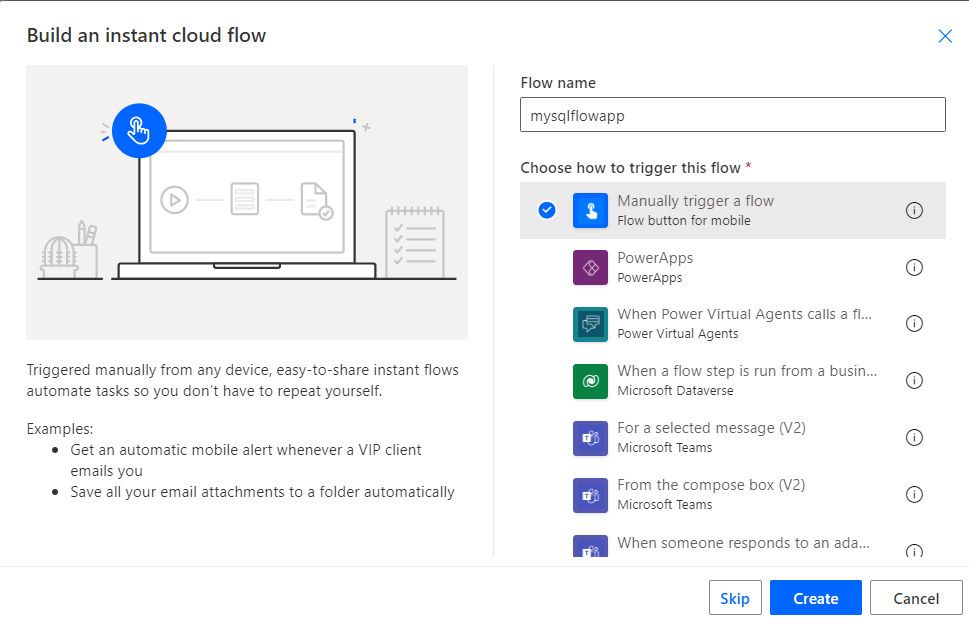 Build an instant cloud flow
Triggered manually from any device, easy-to-share instant flows
automate tasks so you don't have to repeat yourself.
Examples:
Get an automatic mobile alert whenever a VIP client
emails you
Save all your email attachments to a folder automatically
Flow name
mysqlflowapp
Choose how to trigger this flow *
Manually trigger a flow
Flow button for mobile
PowerApps
PowerApps
When Power Virtual Agents calls a fl...
Power Virtual Agents
When a flow step is run from a busin...
Microsoft Dataverse
For a selected message (V2)
Microsoft Teams
From the compose box (V2)
Microsoft Teams
When someone responds to an ada...
Skip
Create
Cancel